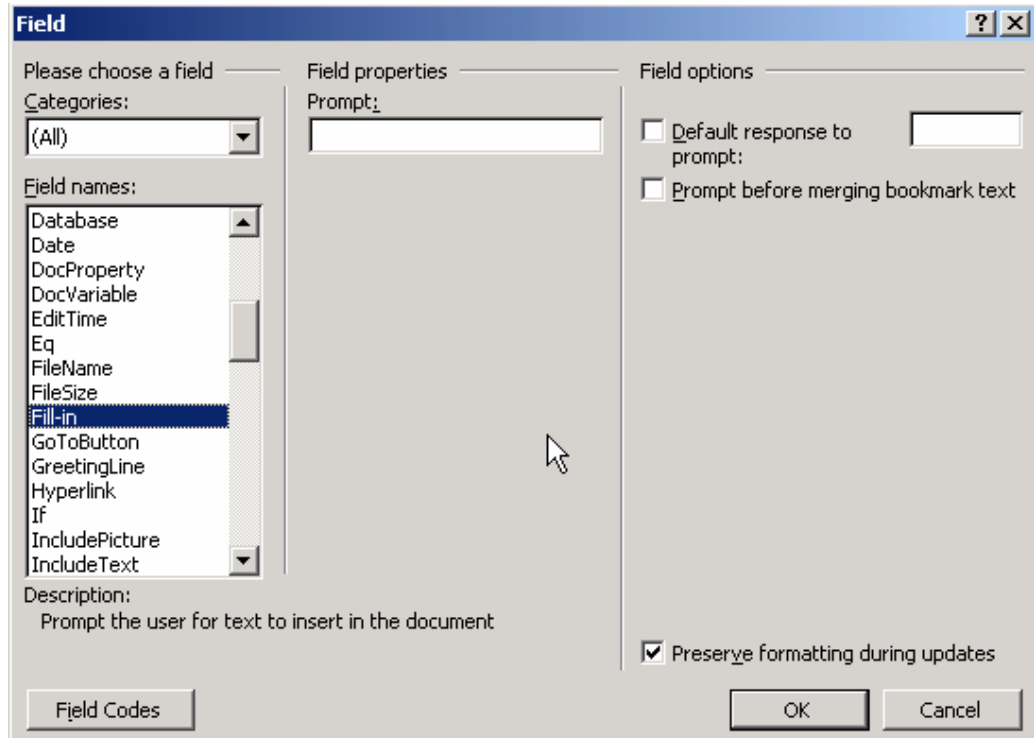 Field
Please choose a field
Categories:
(All)
Field names:
Database
Date
DocProperty
DocVariable
EditTime
Eq
FileName
FileSize
Fill-in
GoToButton
GreetingLine
Hyperlink
If
IncludePicture
IncludeText
Description:
Prompt the user for text to insert in the document
Field properties
Prompt:
Field options
Default response to
prompt:
Prompt before merging bookmark text
Preserve formatting during updates
Field Codes
OK
Cancel